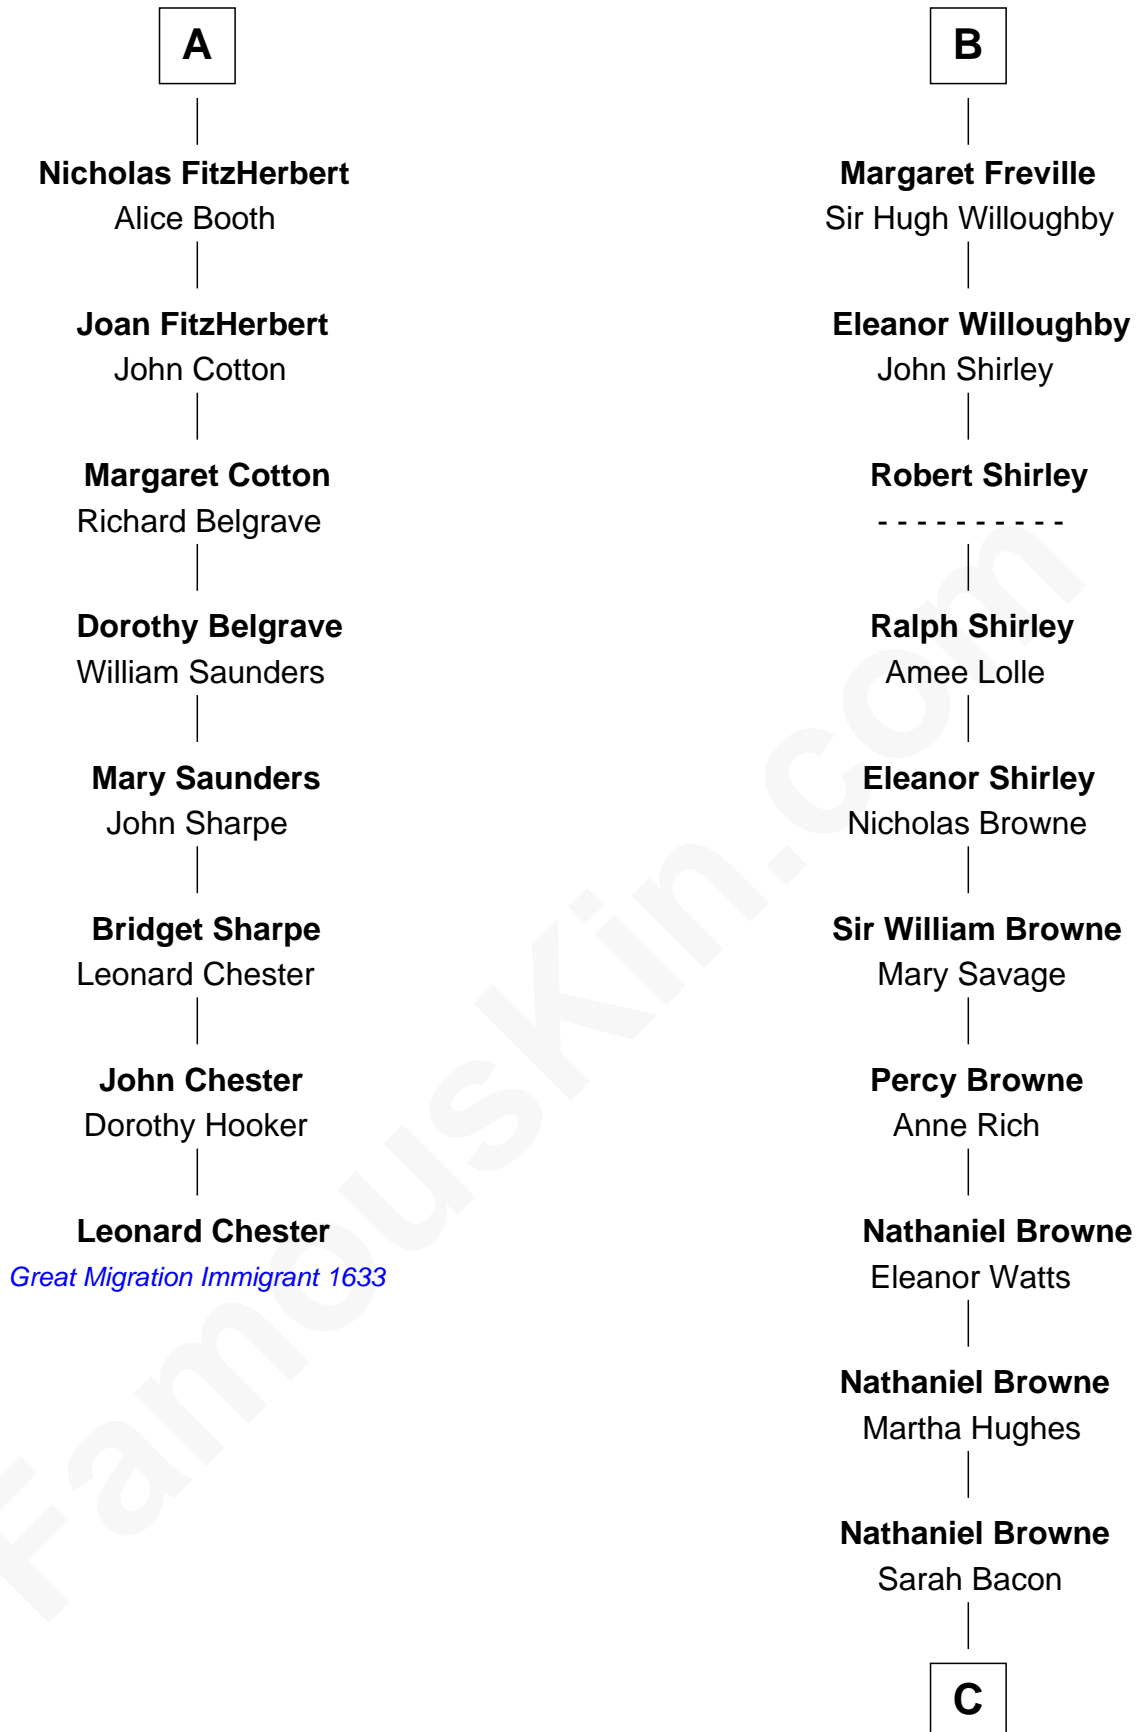 A
Nicholas FitzHerbert
Alice Booth
Joan FitzHerbert
John Cotton
Margaret Cotton
Richard Belgrave
Dorothy Belgrave
William Saunders
Mary Saunders
John Sharpe
Bridget Sharpe
Leonard Chester
John Chester
Dorothy Hooker
Leonard Chester
Great Migration Immigrant 1633
B
Margaret Freville
Sir Hugh Willoughby
Eleanor Willoughby
John Shirley
Robert Shirley
- - - - - - - - - -
Ralph Shirley
Amee Lolle
Eleanor Shirley
Nicholas Browne
Sir William Browne
Mary Savage
Percy Browne
Anne Rich
Nathaniel Browne
Eleanor Watts
Nathaniel Browne
Martha Hughes
Nathaniel Browne
Sarah Bacon
C
FamousKin.com